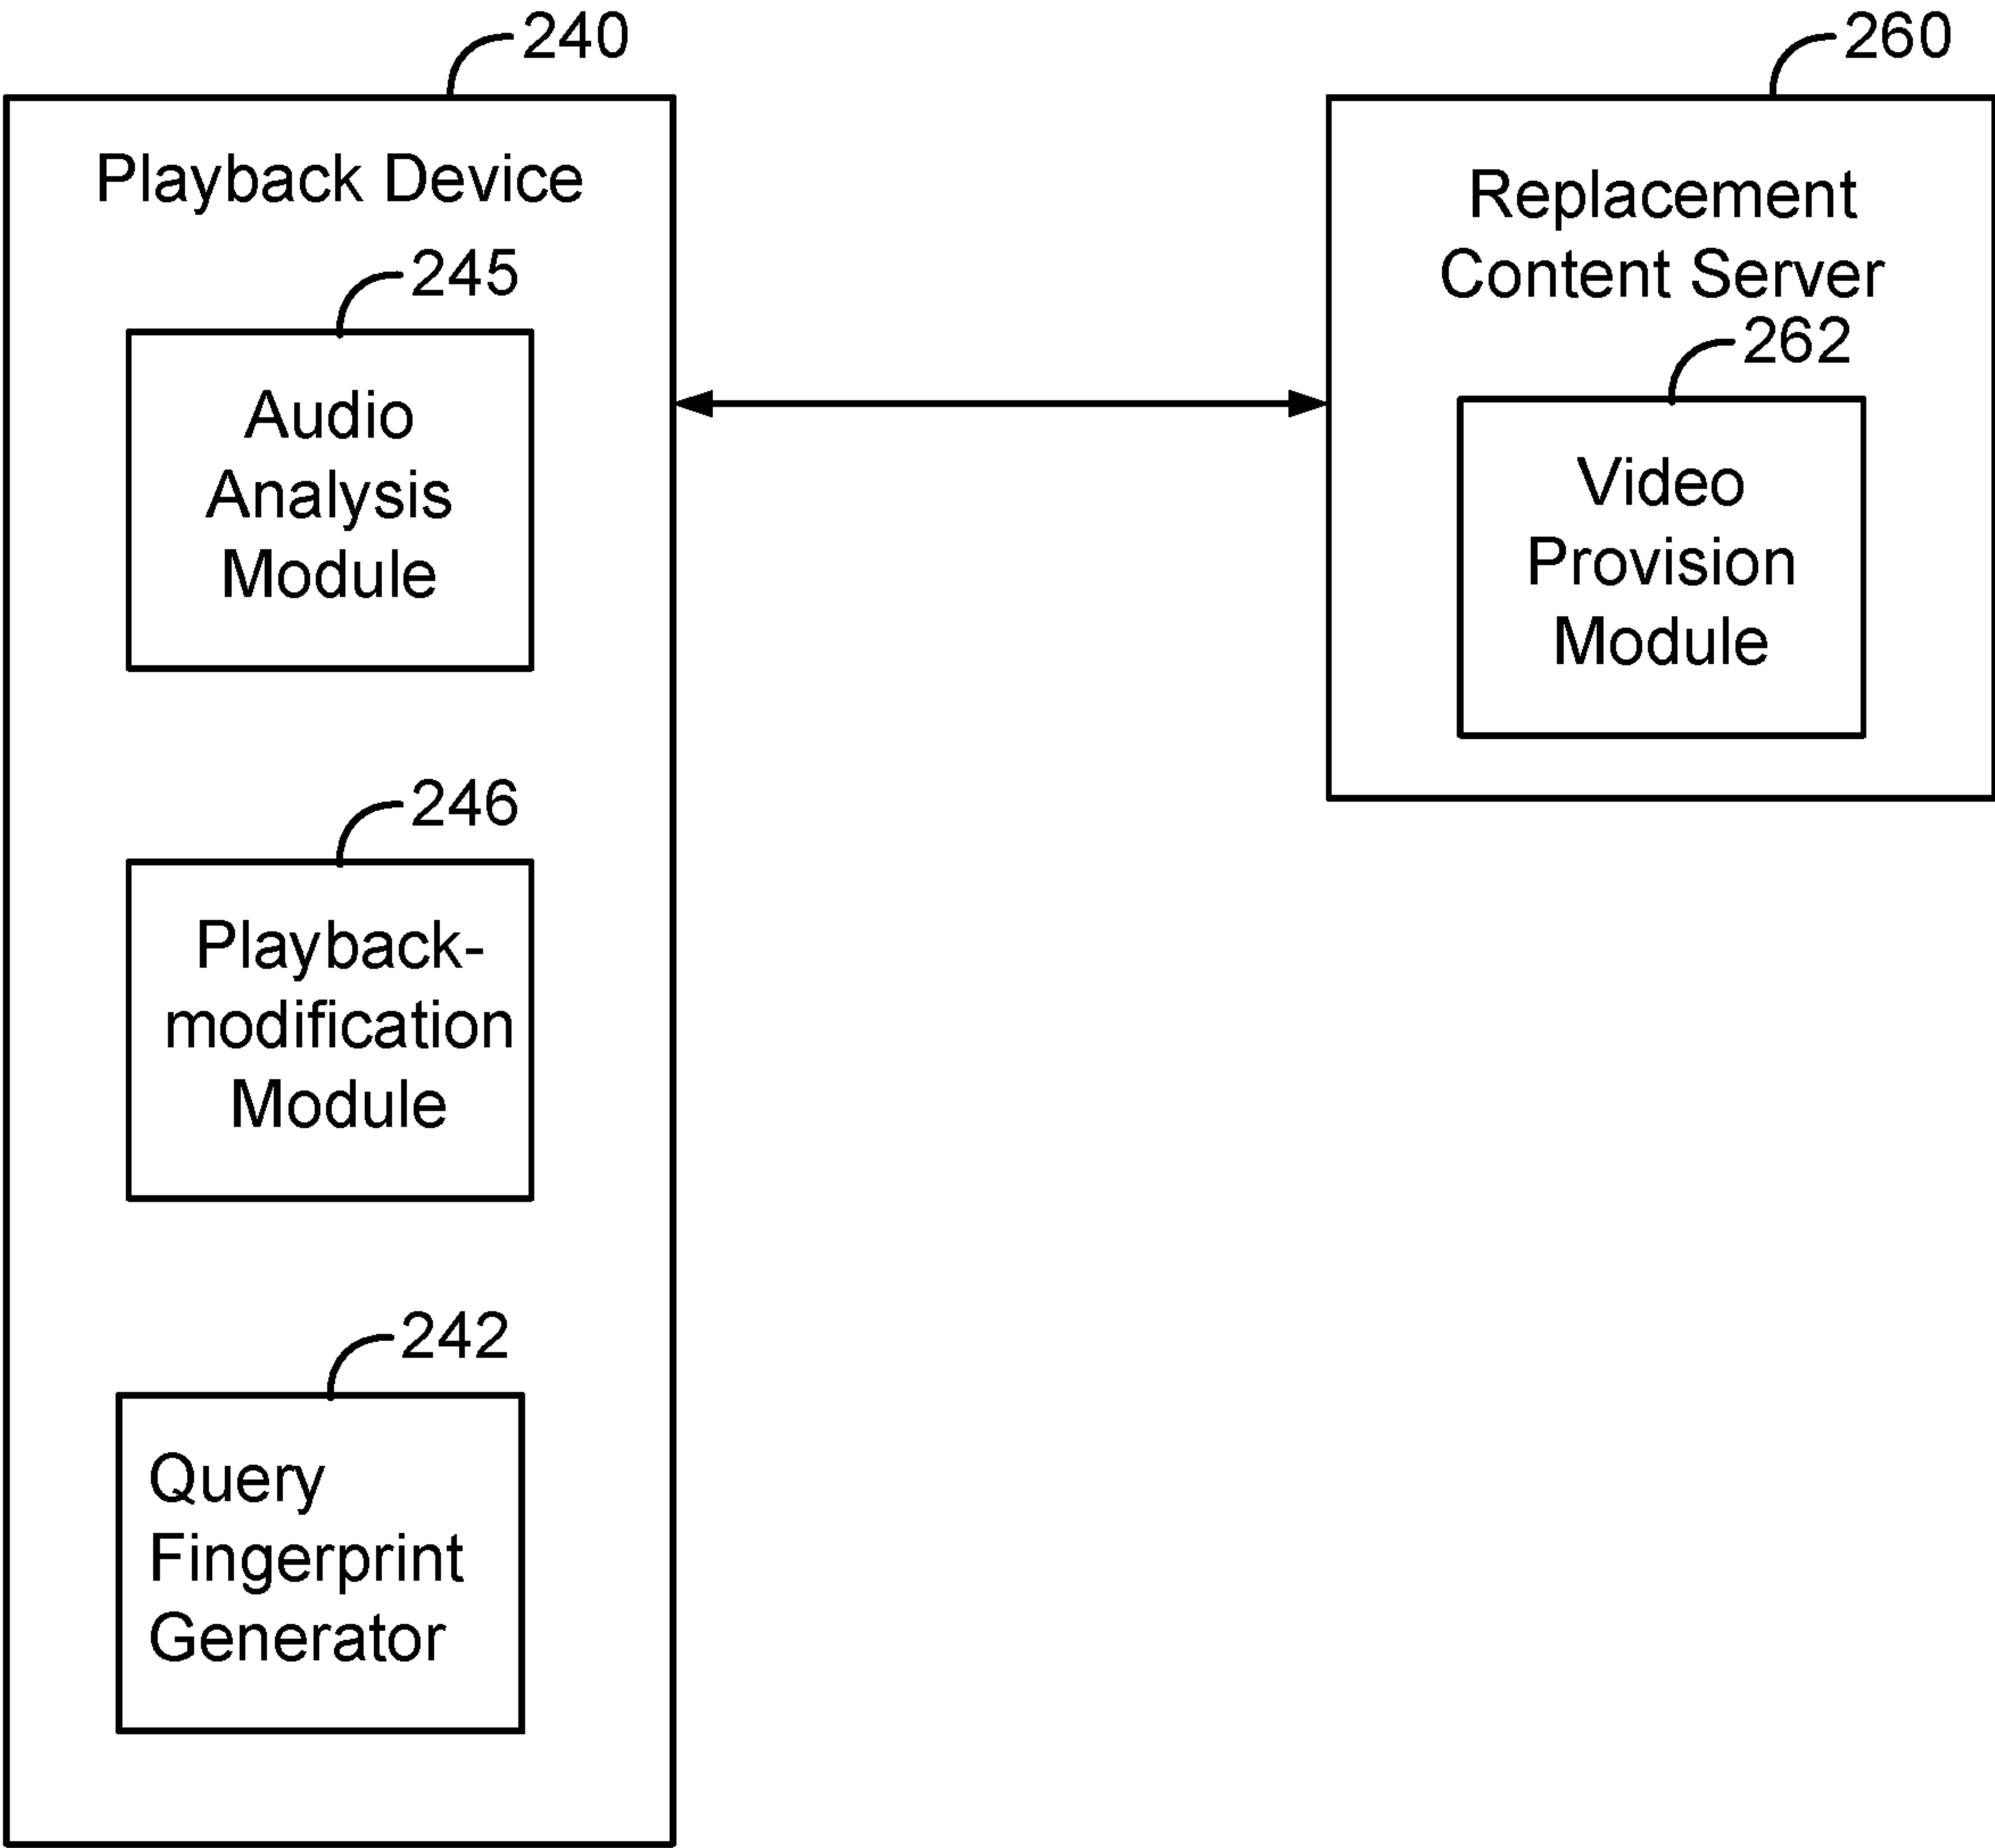 240
Playback Device
245
Audio
Analysis
Module
246
Playback-
modification
Module
242
Query
Fingerprint
Generator
260
Replacement
Content Server
262
Video
Provision
Module